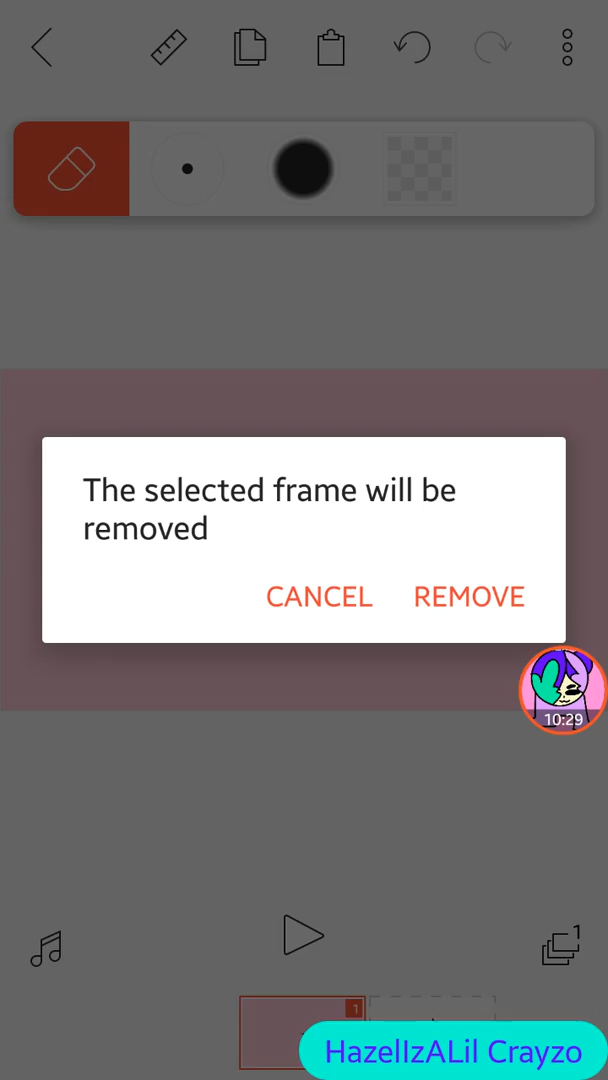 The selected frame will be
removed
CANCEL REMOVE
10:29
1
1
HazelIzALil Crayzo